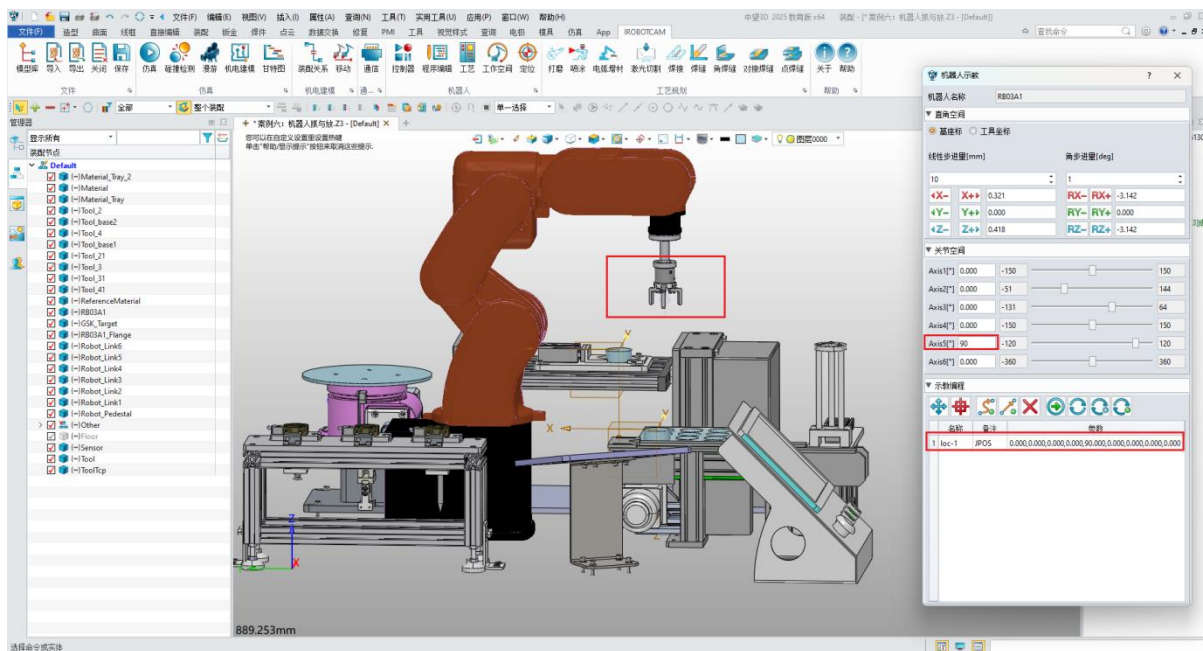 文件(F) 编辑(E) 视图(V) 插入(I) 属性(A) 查询(N) 工具(T) 实用工具(U) 应用(P) 窗口(W) 帮助(H) 中望3D 2025 教育版 x64 装配 - [* 案例六：机器人抓与放.Z3 - [Default]]
文件(F) 造型 曲面 线框 直接编辑 装配 钣金 焊件 点云 数据交换 修复 PMI 工具 视觉样式 查询 电极 模具 仿真 App IROBOTCAM 查找命令
模型库 导入 导出 关闭 保存 仿真 碰撞检测 漫游 机电建模 甘特图 装配关系 移动 通信 控制器 程序编辑 工艺 工作空间 定位 打磨 喷涂 电弧增材 激光切割 焊接 焊缝 角焊缝 对接焊缝 点焊缝 关于 帮助
文件 仿真 机电建模 通... 机器人 工艺规划 帮助
全部 整个装配 单一选择
管理器
+ *案例六：机器人抓与放.Z3 - [Default] × +
显示所有
您可以在自定义设置里设置热键
单击"帮助/显示提示"按钮来取消这些提示.
图层0000
装配节点
Default
(-)Material_Tray_2
(-)Material
(-)Material_Tray
(-)Tool_2
(-)Tool_base2
(-)Tool_4
(-)Tool_base1
(-)Tool_21
(-)Tool_3
(-)Tool_31
(-)Tool_41
(-)ReferenceMaterial
(-)RB03A1
(-)GSK_Target
(-)RB03A1_Flange
(-)Robot_Link6
(-)Robot_Link5
(-)Robot_Link4
(-)Robot_Link3
(-)Robot_Link2
(-)Robot_Link1
(-)Robot_Pedestal
(-)Other
(-)Floor
(-)Sensor
(-)Tool
(-)ToolTcp
Y
X
Y
Z
Z
X
889.253mm
选择命令或实体
机器人示教 ? ×
机器人名称 RB03A1
直角空间
基坐标 工具坐标
线性步进量[mm] 角步进量[deg]
10 1
X- X+ 0.321 RX- RX+ -3.142
Y- Y+ 0.000 RY- RY+ 0.000
Z- Z+ 0.418 RZ- RZ+ -3.142
关节空间
Axis1[°] 0.000 -150 150
Axis2[°] 0.000 -51 144
Axis3[°] 0.000 -131 64
Axis4[°] 0.000 -150 150
Axis5[°] 90 -120 120
Axis6[°] 0.000 -360 360
示教编程
名称 备注 参数
1 loc-1 JPOS 0.000,0.000,0.000,0.000,90.000,0.000,0.000,0.000,0.000